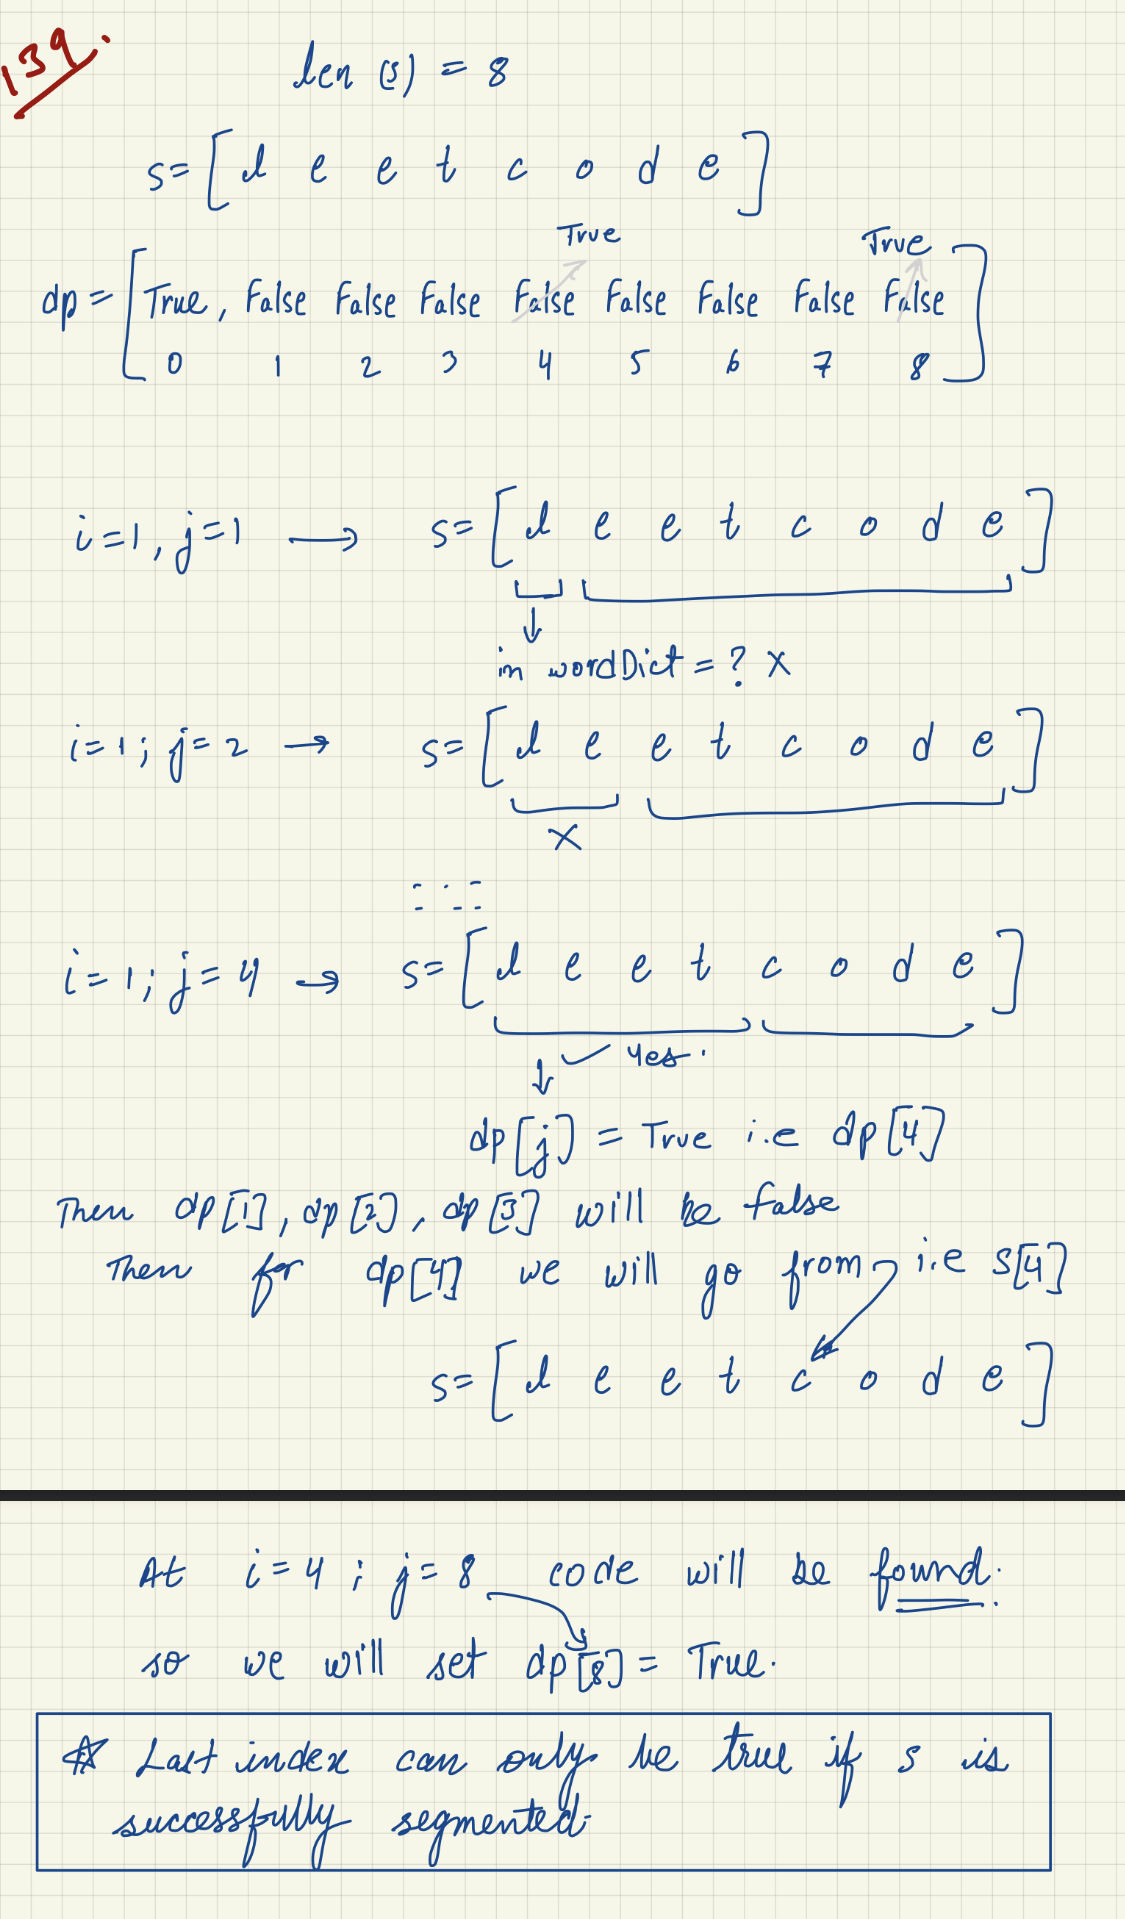 139.
len (s) = 8
s= [ l e e t c o d e ]
True True
dp = [ True, False False False False False False False False ]
0 1 2 3 4 5 6 7 8
i=1, j=1 → s= [ l e e t c o d e ]
↓
in wordDict = ? X
i=1; j=2 → s= [ l e e t c o d e ]
X
i=1; j=4 → s= [ l e e t c o d e ]
↓ ✓ Yes.
dp[j] = True i.e dp[4]
Then dp[1], dp[2], dp[3] will be false
Then for dp[4] we will go from i.e s[4]
s= [ l e e t c o d e ]
At i=4 ; j=8 code will be found.
so we will set dp[8] = True.
☆ Last index can only be true if s is
successfully segmented.